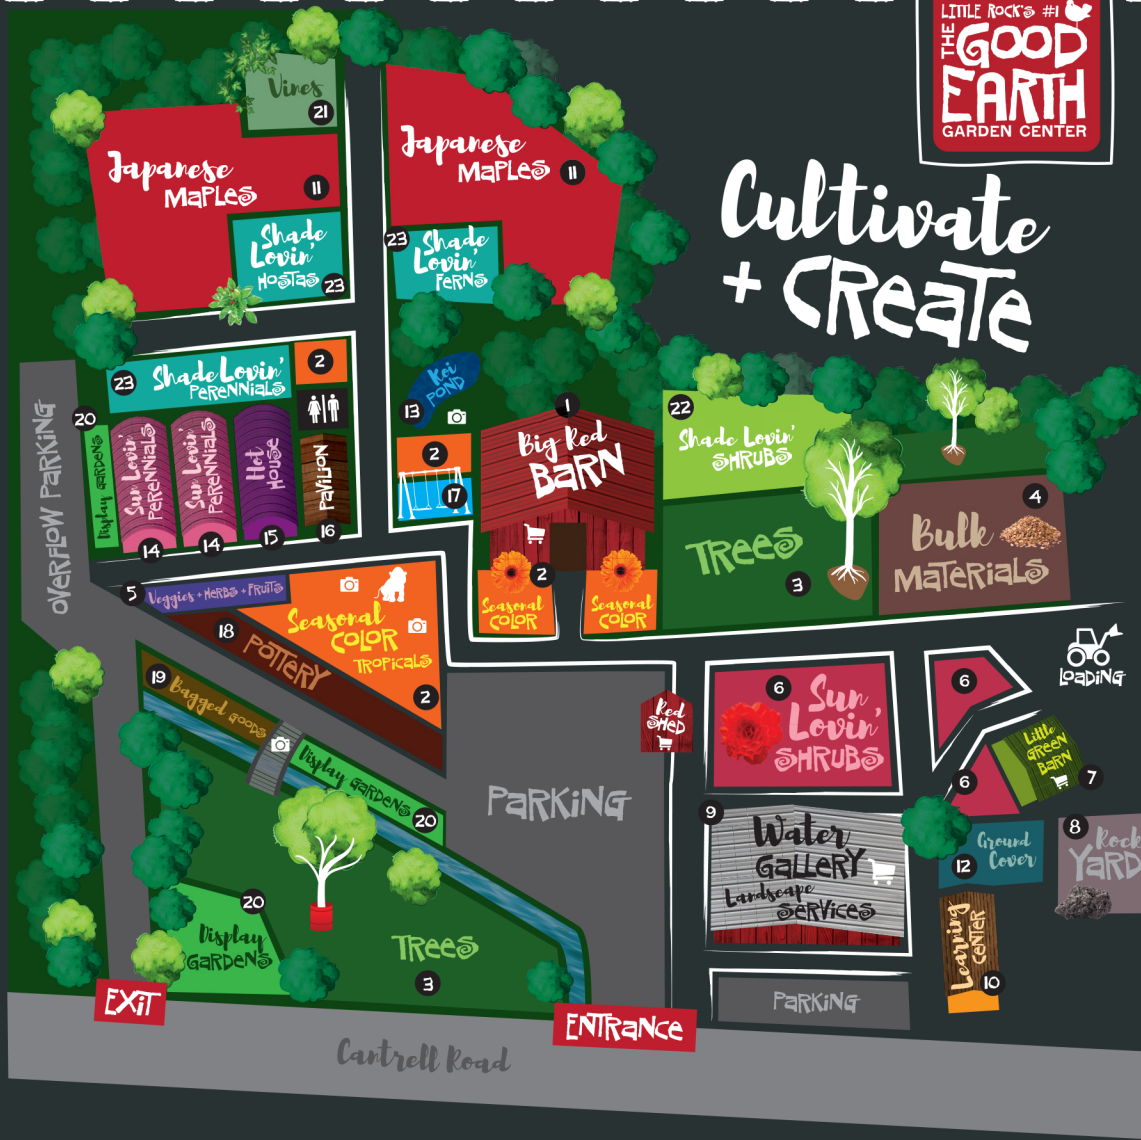 LITTLE ROCK'S #1
THE
GOOD
EARTH
GARDEN CENTER
Cultivate
+ CREATE
Vines
21
Japanese
MAPLES
11
Japanese
MAPLES
11
Shade
Lovin'
HOSTAS
23
23
Shade
Lovin'
FERNS
23
Shade Lovin'
PERENNIALS
2
20
DISPLAY GARDENS
Sun Lovin'
PERENNIALS
14
Sun Lovin'
PERENNIALS
14
Hot
HOUSE
15
PAVILION
16
OVERFLOW PARKING
Koi
POND
13
2
17
1
Big Red
BARN
2
Seasonal
COLOR
Seasonal
COLOR
22
Shade Lovin'
SHRUBS
TREES
3
4
Bulk
MATERIALS
5
Veggies + HERBS + FRUITS
18
POTTERY
Seasonal
COLOR
TROPICALS
2
19
Bagged GOODS
Display GARDENS
20
PARKING
Red
SHED
6
Sun
Lovin'
SHRUBS
6
LOADING
Little
GREEN
BARN
7
6
9
Water
GALLERY
Landscape
SERVICES
Ground
Cover
12
8
Rock
YARD
Learning
CENTER
10
PARKING
20
Display
GARDENS
TREES
3
EXIT
ENTRANCE
Cantrell Road